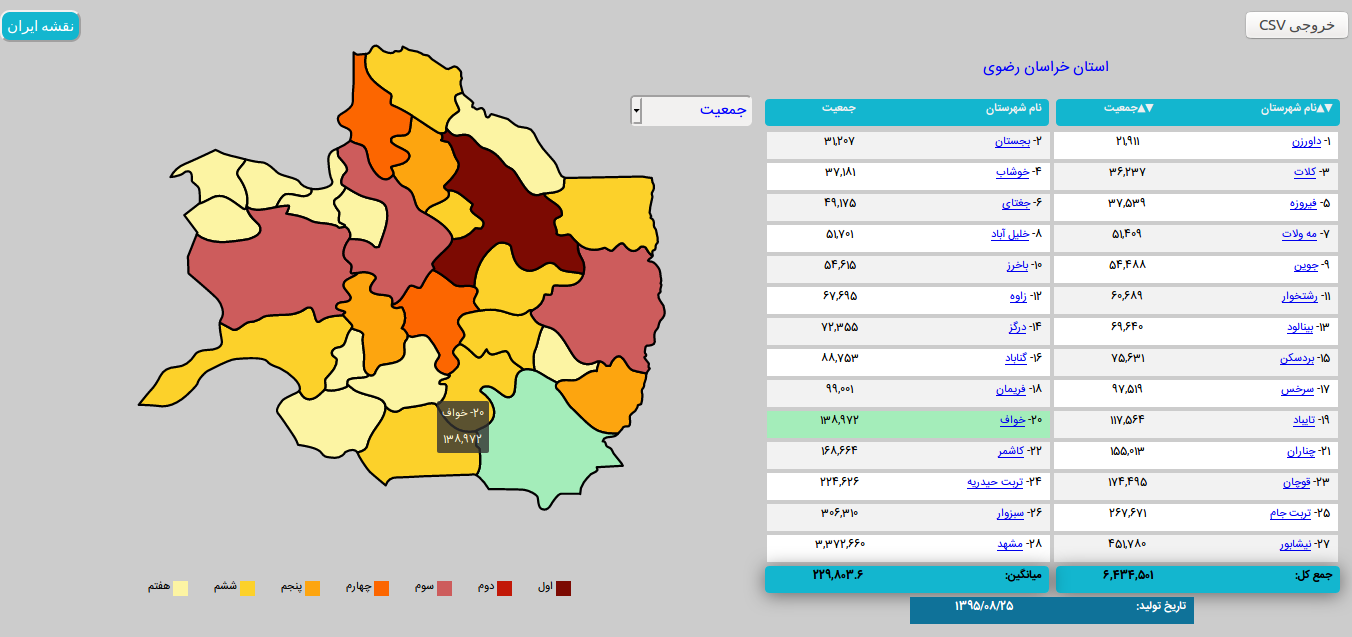 نقشه ایران
خروجی CSV
استان خراسان رضوی
جمعیت
▲▼نام شهرستان ▲▼جمعیت نام شهرستان جمعیت
۱- داورزن ۲۱,۹۱۱ ۲- بجستان ۳۱,۲۰۷
۳- کلات ۳۶,۲۳۷ ۴- خوشاب ۳۷,۱۸۱
۵- فیروزه ۳۷,۵۳۹ ۶- جغتای ۴۹,۱۷۵
۷- مه ولات ۵۱,۴۰۹ ۸- خلیل آباد ۵۱,۷۰۱
۹- جوین ۵۴,۴۸۸ ۱۰- باخرز ۵۴,۶۱۵
۱۱- رشتخوار ۶۰,۶۸۹ ۱۲- زاوه ۶۷,۶۹۵
۱۳- بینالود ۶۹,۶۴۰ ۱۴- درگز ۷۲,۳۵۵
۱۵- بردسکن ۷۵,۶۳۱ ۱۶- گناباد ۸۸,۷۵۳
۱۷- سرخس ۹۷,۵۱۹ ۱۸- فریمان ۹۹,۰۰۱
۱۹- تایباد ۱۱۷,۵۶۴ ۲۰- خواف ۱۳۸,۹۷۲
۲۱- چناران ۱۵۵,۰۱۳ ۲۲- کاشمر ۱۶۸,۶۶۴
۲۳- قوچان ۱۷۴,۴۹۵ ۲۴- تربت حیدریه ۲۲۴,۶۲۶
۲۵- تربت جام ۲۶۷,۶۷۱ ۲۶- سبزوار ۳۰۶,۳۱۰
۲۷- نیشابور ۴۵۱,۷۸۰ ۲۸- مشهد ۳,۳۷۲,۶۶۰
جمع کل: ۶,۴۳۴,۵۰۱ میانگین: ۲۲۹,۸۰۳.۶
تاریخ تولید: ۱۳۹۵/۰۸/۲۵
۲۰- خواف
۱۳۸,۹۷۲
اول دوم سوم چهارم پنجم ششم هفتم